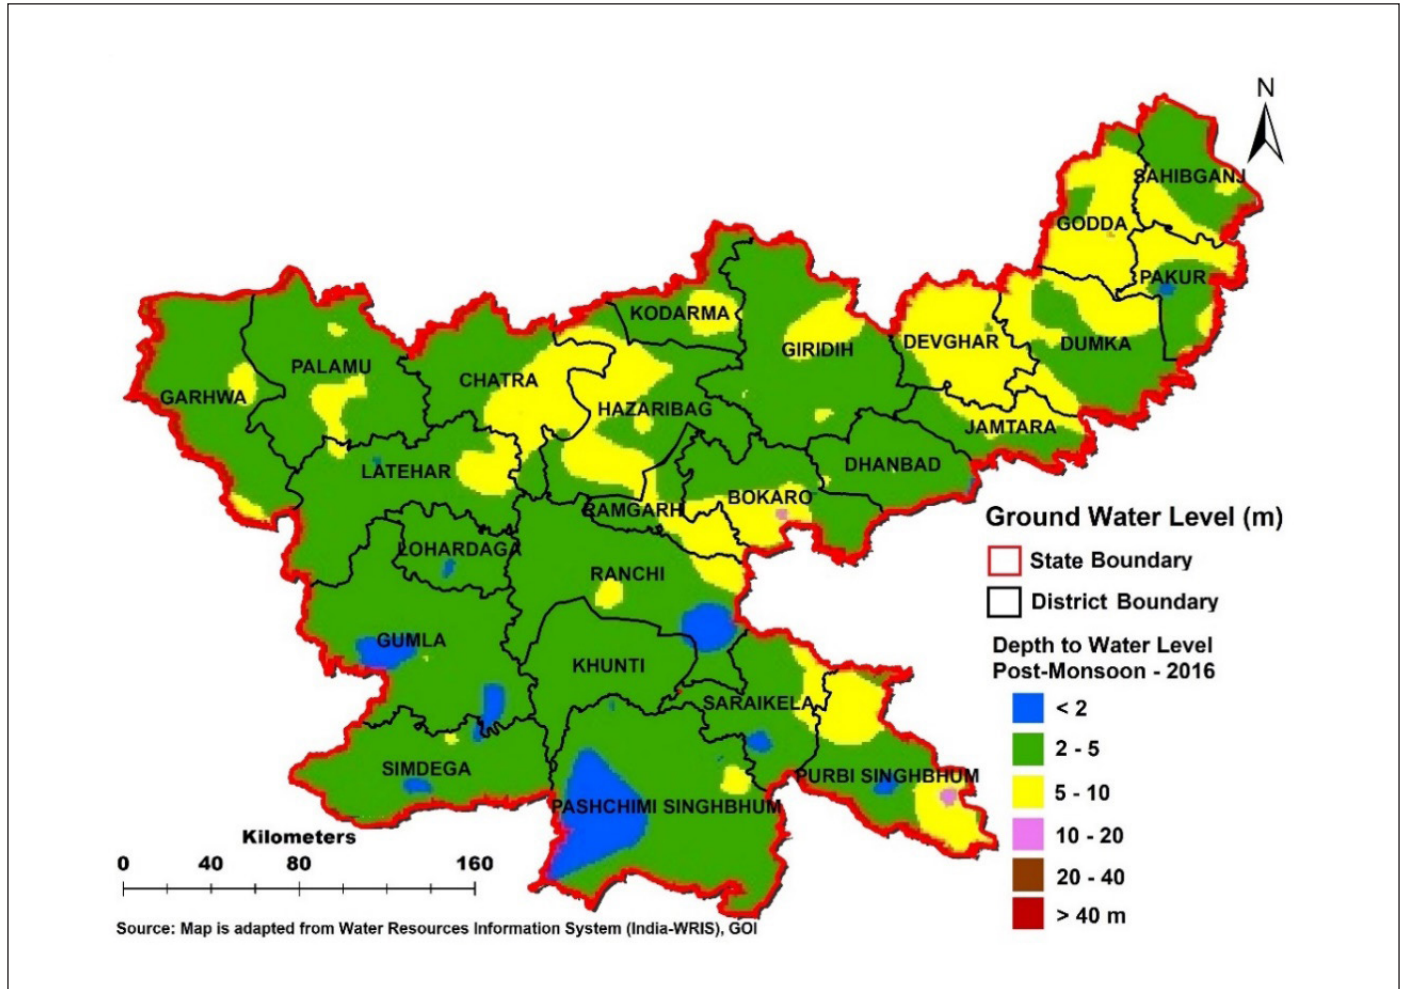 N
SAHIBGANJ
GODDA
PAKUR
KODARMA
GIRIDIH
DEVGHAR
DUMKA
PALAMU
CHATRA
GARHWA
HAZARIBAG
JAMTARA
LATEHAR
DHANBAD
BOKARO
RAMGARH
LOHARDAGA
RANCHI
GUMLA
KHUNTI
SARAIKELA
SIMDEGA
PURBI SINGHBHUM
PASHCHIMI SINGHBHUM
Ground Water Level (m)
State Boundary
District Boundary
Depth to Water Level
Post-Monsoon - 2016
< 2
2 - 5
5 - 10
10 - 20
20 - 40
> 40 m
Kilometers
0 40 80 160
Source: Map is adapted from Water Resources Information System (India-WRIS), GOI